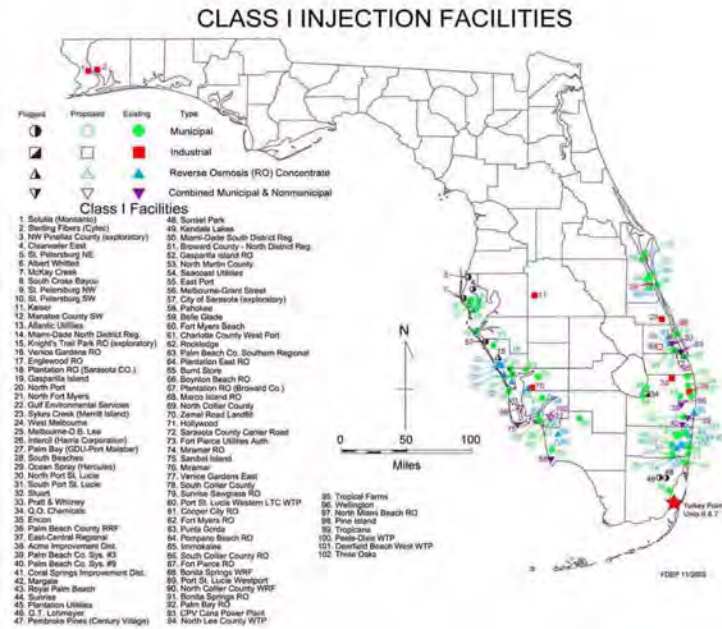 CLASS I INJECTION FACILITIES
Plugged Proposed Existing Type
Municipal
Industrial
Reverse Osmosis (RO) Concentrate
Combined Municipal & Nonmunicipal
Class I Facilities
1. Solutia (Monsanto)
2. Sterling Fibers (Cytec)
3. NW Pinellas County (exploratory)
4. Clearwater East
5. St. Petersburg NE
6. Albert Whitted
7. McKay Creek
8. South Cross Bayou
9. St. Petersburg NW
10. St. Petersburg SW
11. Kaiser
12. Manatee County SW
13. Atlantic Utilities
14. Miami-Dade North District Reg.
15. Knight's Trail Park RO (exploratory)
16. Venice Gardens RO
17. Englewood RO
18. Plantation RO (Sarasota CO.)
19. Gasparilla Island
20. North Port
21. North Fort Myers
22. Gulf Environmental Services
23. Sykes Creek (Merritt Island)
24. West Melbourne
25. Melbourne-D.B. Lee
26. Intercil (Harris Corporation)
27. Palm Bay (GDU-Port Malabar)
28. South Beaches
29. Ocean Spray (Hercules)
30. North Port St. Lucie
31. South Port St. Lucie
32. Stuart
33. Pratt & Whitney
34. Q.O. Chemicals
35. Encon
36. Palm Beach County RRF
37. East-Central Regional
38. Acme Improvement Dist.
39. Palm Beach Co. Sys. #3
40. Palm Beach Co. Sys. #9
41. Coral Springs Improvement Dist.
42. Margate
43. Royal Palm Beach
44. Sunrise
45. Plantation Utilities
46. G.T. Lohmeyer
47. Pembroke Pines (Century Village)
48. Sunset Park
49. Kendale Lakes
50. Miami-Dade South District Reg.
51. Broward County - North District Reg.
52. Gasparilla Island RO
53. North Martin County
54. Seacoast Utilities
55. East Port
56. Melbourne-Grant Street
57. City of Sarasota (exploratory)
58. Pahokee
59. Belle Glade
60. Fort Myers Beach
61. Charlotte County West Port
62. Rockledge
63. Palm Beach Co. Southern Regional
64. Plantation East RO
65. Burnt Store
66. Boynton Beach RO
67. Plantation RO (Broward Co.)
68. Marco Island RO
69. North Collier County
70. Zemel Road Landfill
71. Hollywood
72. Sarasota County Center Road
73. Fort Pierce Utilities Auth
74. Miramar RO
75. Sanibel Island
76. Miramar
77. Venice Gardens East
78. South Collier County
79. Sunrise Sawgrass RO
80. Port St. Lucie Western LTC WTP
81. Cooper City RO
82. Fort Myers RO
83. Punta Gorda
84. Pompano Beach RO
85. Immokalee
86. South Collier County RO
87. Fort Pierce RO
88. Bonita Springs WRF
89. Port St. Lucie Westport
90. North Collier County WRF
91. Bonita Springs RO
92. Palm Bay RO
93. CPV Cana Power Plant
94. North Lee County WTP
95. Tropical Farms
96. Wellington
97. North Miami Beach RO
98. Pine Island
99. Tropicana
100. Peele-Dixie WTP
101. Deerfield Beach West WTP
102. Three Oaks
N
0 50 100
Miles
Turkey Point
Units 6 & 7